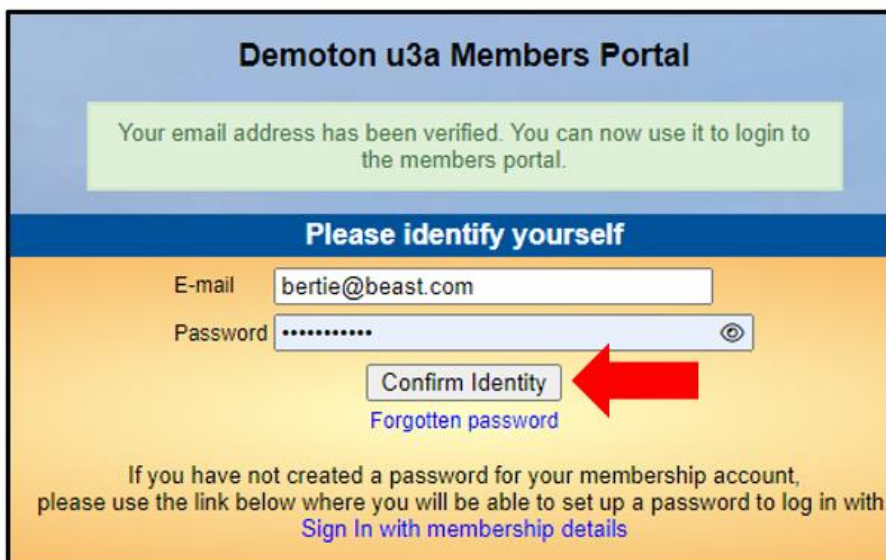 Demoton u3a Members Portal
Your email address has been verified. You can now use it to login to
the members portal.
Please identify yourself
E-mail bertie@beast.com
Password •••••••••••
Confirm Identity
Forgotten password
If you have not created a password for your membership account,
please use the link below where you will be able to set up a password to log in with
Sign In with membership details